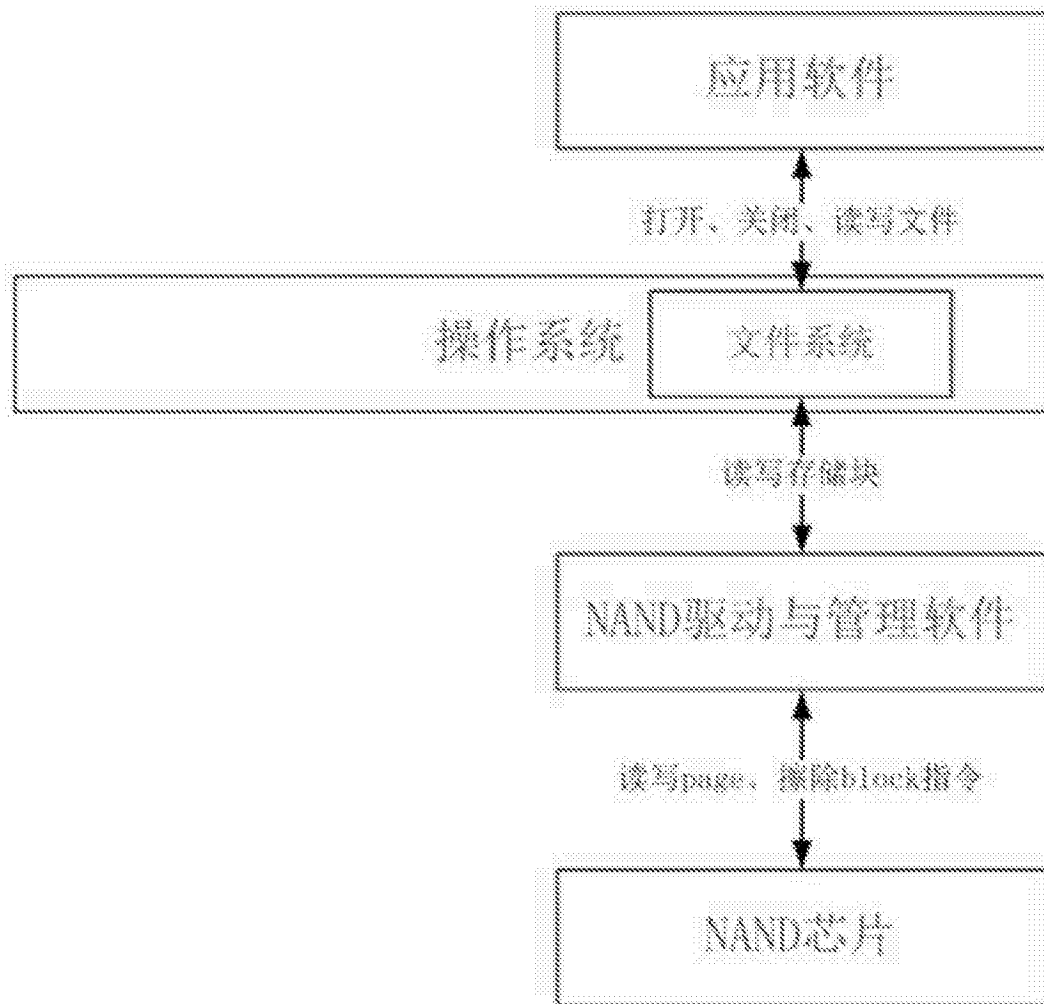 应用软件
打开、关闭、读写文件
操作系统 文件系统
读写存储块
NAND驱动与管理软件
读写page、擦除block指令
NAND芯片